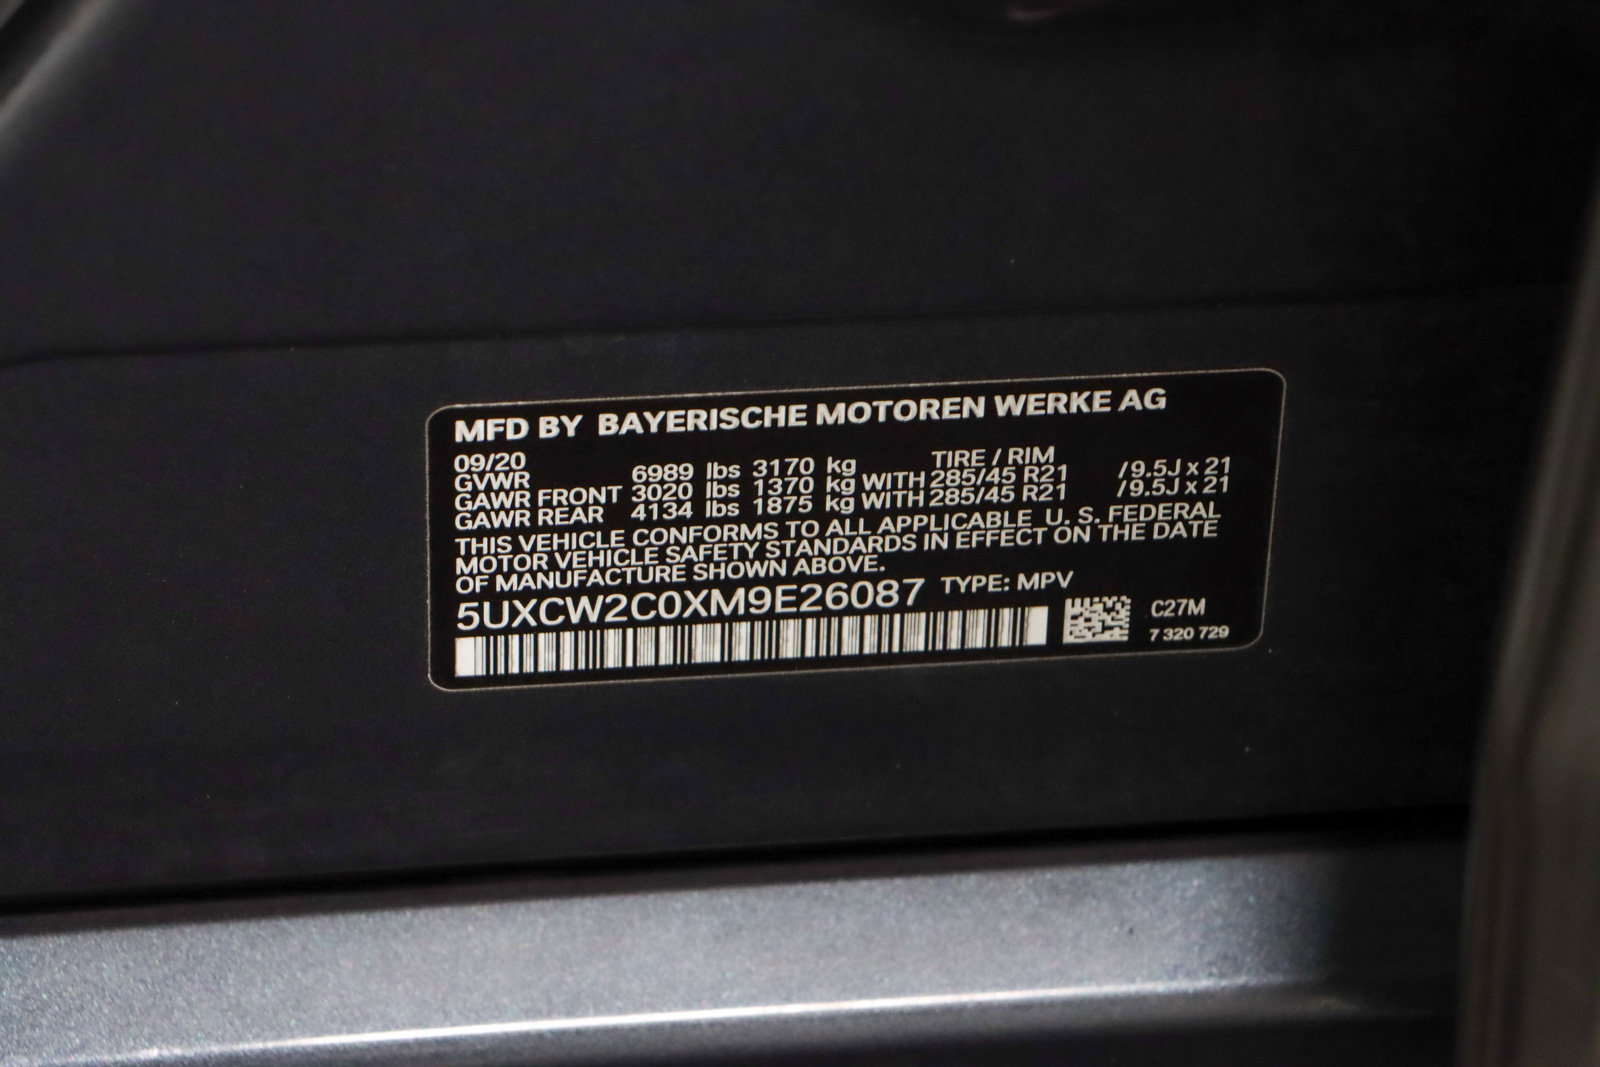 MFD BY BAYERISCHE MOTOREN WERKE AG
09/20 TIRE / RIM
GVWR 6989 lbs 3170 kg
GAWR FRONT 3020 lbs 1370 kg WITH 285/45 R21 /9.5J x 21
GAWR REAR 4134 lbs 1875 kg WITH 285/45 R21 /9.5J x 21
THIS VEHICLE CONFORMS TO ALL APPLICABLE U. S. FEDERAL
MOTOR VEHICLE SAFETY STANDARDS IN EFFECT ON THE DATE
OF MANUFACTURE SHOWN ABOVE.
5UXCW2C0XM9E26087 TYPE: MPV
C27M
7 320 729